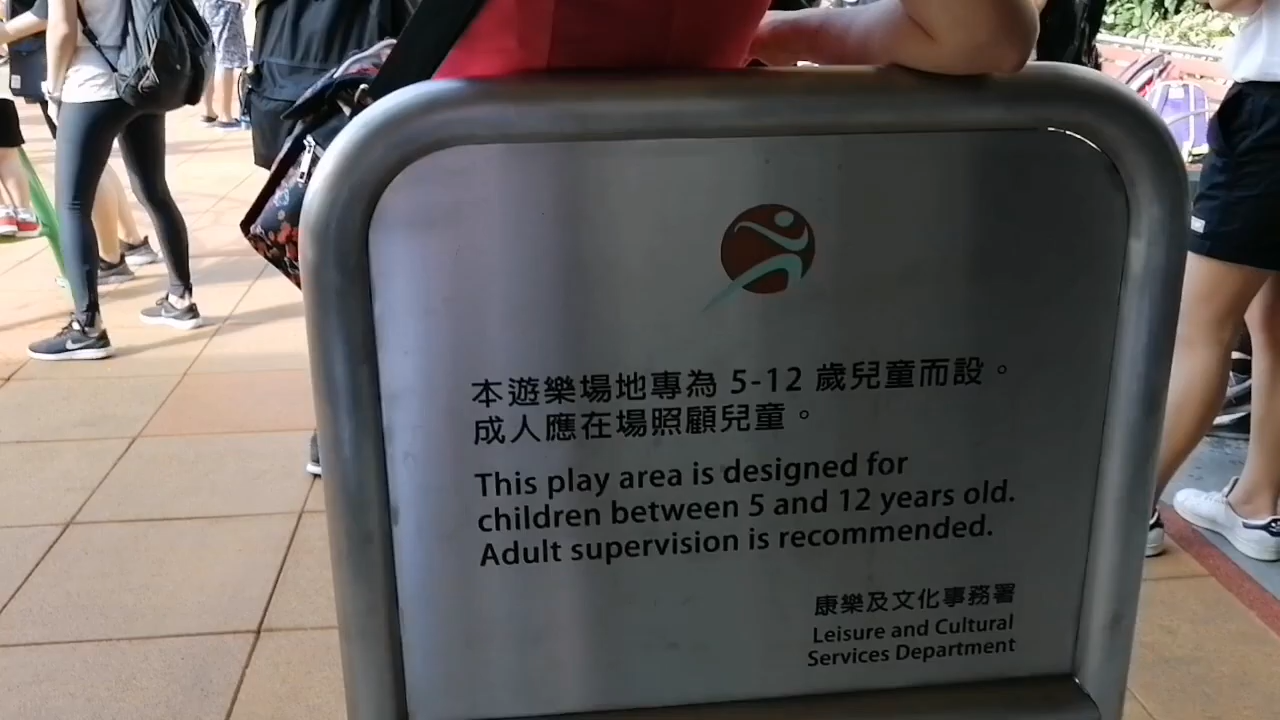 本遊樂場地專為 5-12 歲兒童而設。
成人應在場照顧兒童。
This play area is designed for
children between 5 and 12 years old.
Adult supervision is recommended.
康樂及文化事務署
Leisure and Cultural
Services Department